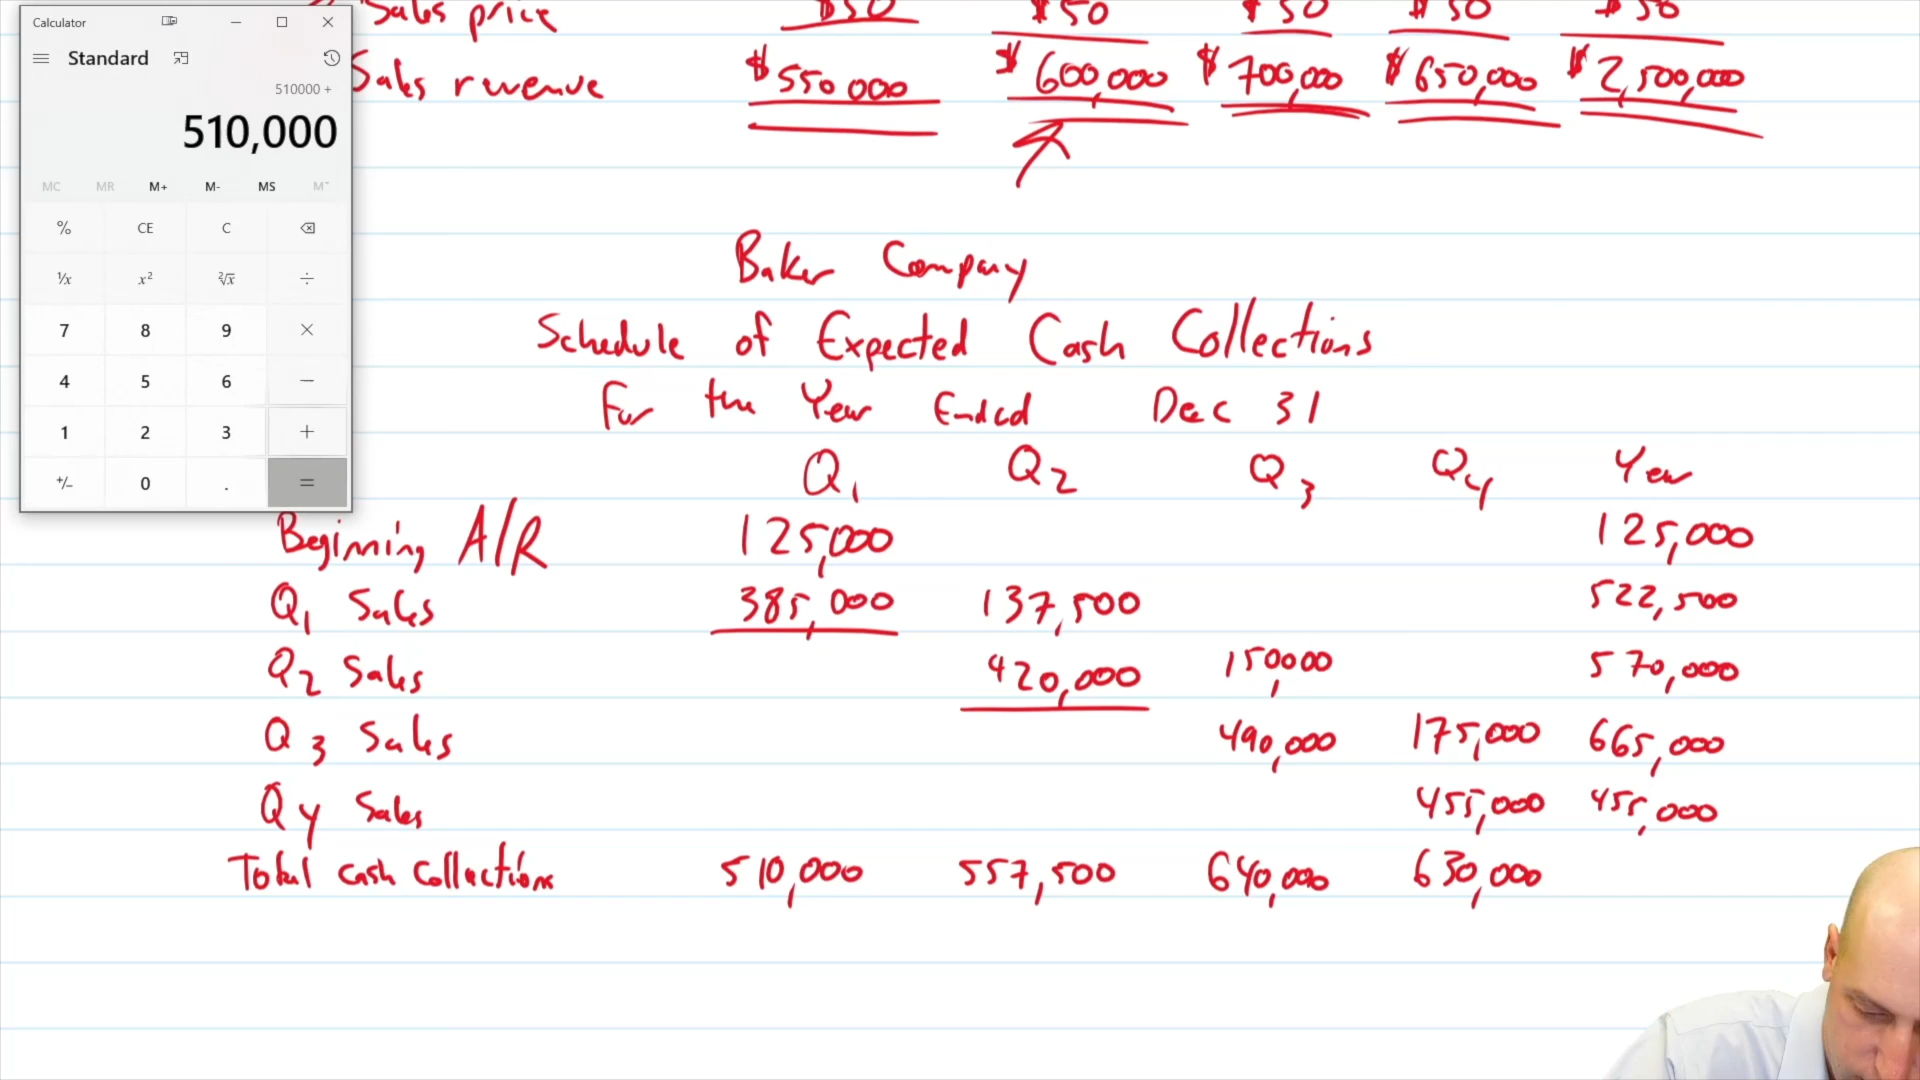 Calculator
Standard
510000 +
510,000
MC MR M+ M- MS M˅
% CE C
¹/x x² ²√x ÷
7 8 9 ×
4 5 6 −
1 2 3 +
+/− 0 . =
Sales price $50 $50 $50 $50 $50
Sales revenue $550000 $600,000 $700,000 $650,000 $2,500,000
Baker Company
Schedule of Expected Cash Collections
For the Year Ended Dec 31
Q1 Q2 Q3 Q4 Year
Beginning A/R 125,000 125,000
Q1 Sales 385,000 137,500 522,500
Q2 Sales 420,000 150,000 570,000
Q3 Sales 490,000 175,000 665,000
Q4 Sales 455,000 455,000
Total cash collections 510,000 557,500 640,000 630,000